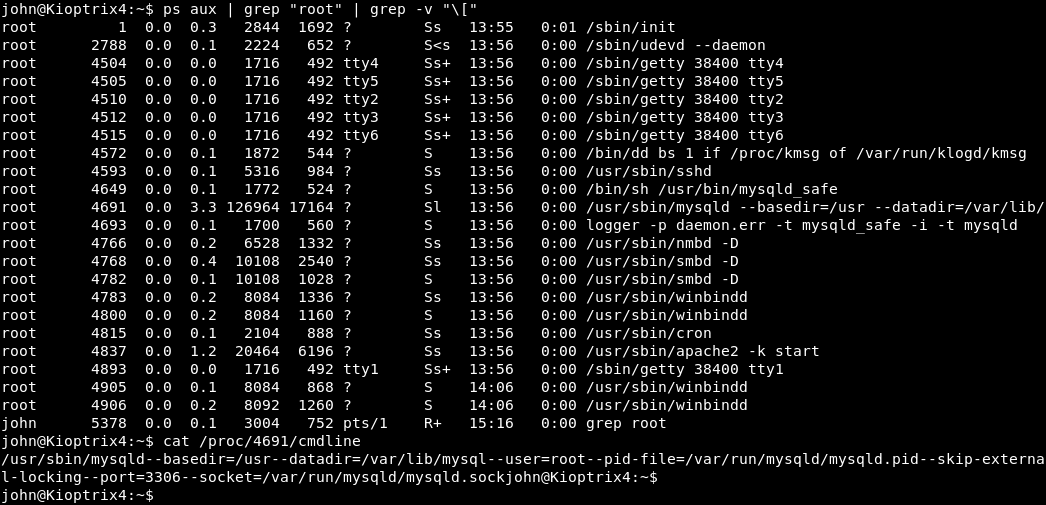 john@Kioptrix4:~$ ps aux | grep "root" | grep -v "\["
root         1  0.0  0.3   2844  1692 ?        Ss   13:55   0:01 /sbin/init
root      2788  0.0  0.1   2224   652 ?        S<s  13:56   0:00 /sbin/udevd --daemon
root      4504  0.0  0.0   1716   492 tty4     Ss+  13:56   0:00 /sbin/getty 38400 tty4
root      4505  0.0  0.0   1716   492 tty5     Ss+  13:56   0:00 /sbin/getty 38400 tty5
root      4510  0.0  0.0   1716   492 tty2     Ss+  13:56   0:00 /sbin/getty 38400 tty2
root      4512  0.0  0.0   1716   492 tty3     Ss+  13:56   0:00 /sbin/getty 38400 tty3
root      4515  0.0  0.0   1716   492 tty6     Ss+  13:56   0:00 /sbin/getty 38400 tty6
root      4572  0.0  0.1   1872   544 ?        S    13:56   0:00 /bin/dd bs 1 if /proc/kmsg of /var/run/klogd/kmsg
root      4593  0.0  0.1   5316   984 ?        Ss   13:56   0:00 /usr/sbin/sshd
root      4649  0.0  0.1   1772   524 ?        S    13:56   0:00 /bin/sh /usr/bin/mysqld_safe
root      4691  0.0  3.3 126964 17164 ?        Sl   13:56   0:00 /usr/sbin/mysqld --basedir=/usr --datadir=/var/lib/
root      4693  0.0  0.1   1700   560 ?        S    13:56   0:00 logger -p daemon.err -t mysqld_safe -i -t mysqld
root      4766  0.0  0.2   6528  1332 ?        Ss   13:56   0:00 /usr/sbin/nmbd -D
root      4768  0.0  0.4  10108  2540 ?        Ss   13:56   0:00 /usr/sbin/smbd -D
root      4782  0.0  0.1  10108  1028 ?        S    13:56   0:00 /usr/sbin/smbd -D
root      4783  0.0  0.2   8084  1336 ?        Ss   13:56   0:00 /usr/sbin/winbindd
root      4800  0.0  0.2   8084  1160 ?        S    13:56   0:00 /usr/sbin/winbindd
root      4815  0.0  0.1   2104   888 ?        Ss   13:56   0:00 /usr/sbin/cron
root      4837  0.0  1.2  20464  6196 ?        Ss   13:56   0:00 /usr/sbin/apache2 -k start
root      4893  0.0  0.0   1716   492 tty1     Ss+  13:56   0:00 /sbin/getty 38400 tty1
root      4905  0.0  0.1   8084   868 ?        S    14:06   0:00 /usr/sbin/winbindd
root      4906  0.0  0.2   8092  1260 ?        S    14:06   0:00 /usr/sbin/winbindd
john      5378  0.0  0.1   3004   752 pts/1    R+   15:16   0:00 grep root
john@Kioptrix4:~$ cat /proc/4691/cmdline
/usr/sbin/mysqld--basedir=/usr--datadir=/var/lib/mysql--user=root--pid-file=/var/run/mysqld/mysqld.pid--skip-externa
l-locking--port=3306--socket=/var/run/mysqld/mysqld.sockjohn@Kioptrix4:~$
john@Kioptrix4:~$